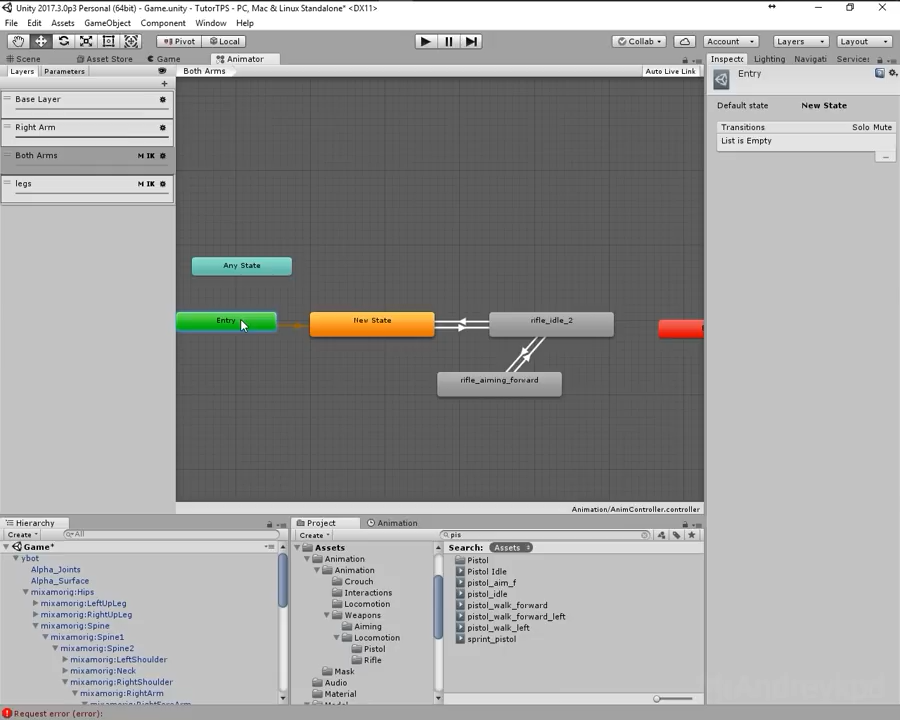 Unity 2017.3.0p3 Personal (64bit) - Game.unity - TutorTPS - PC, Mac & Linux Standalone* <DX11>
File Edit Assets GameObject Component Window Help
Pivot Local Collab Account Layers Layout
Scene Asset Store Game Animator Lighting Navigati
Layers Parameters Both Arms Auto Live Link
Entry
Base Layer
Default state New State
Right Arm
Transitions Solo Mute
List is Empty
Both Arms M IK
legs M IK
Any State
Entry New State rifle_idle_2
rifle_aiming_forward
Animation/AnimController.controller
Hierarchy Project Animation
Create All Create pis
Game* Assets Search: Assets
ybot Animation Pistol
Alpha_Joints Animation Pistol Idle
Alpha_Surface Crouch pistol_aim_f
mixamorig:Hips Interactions pistol_idle
mixamorig:LeftUpLeg Locomotion pistol_walk_forward
mixamorig:RightUpLeg Weapons pistol_walk_forward_left
mixamorig:Spine Aiming pistol_walk_left
mixamorig:Spine1 Locomotion sprint_pistol
mixamorig:Spine2 Pistol
mixamorig:LeftShoulder Rifle
mixamorig:Neck Mask
mixamorig:RightShoulder Audio
mixamorig:RightArm Material
Request error (error):